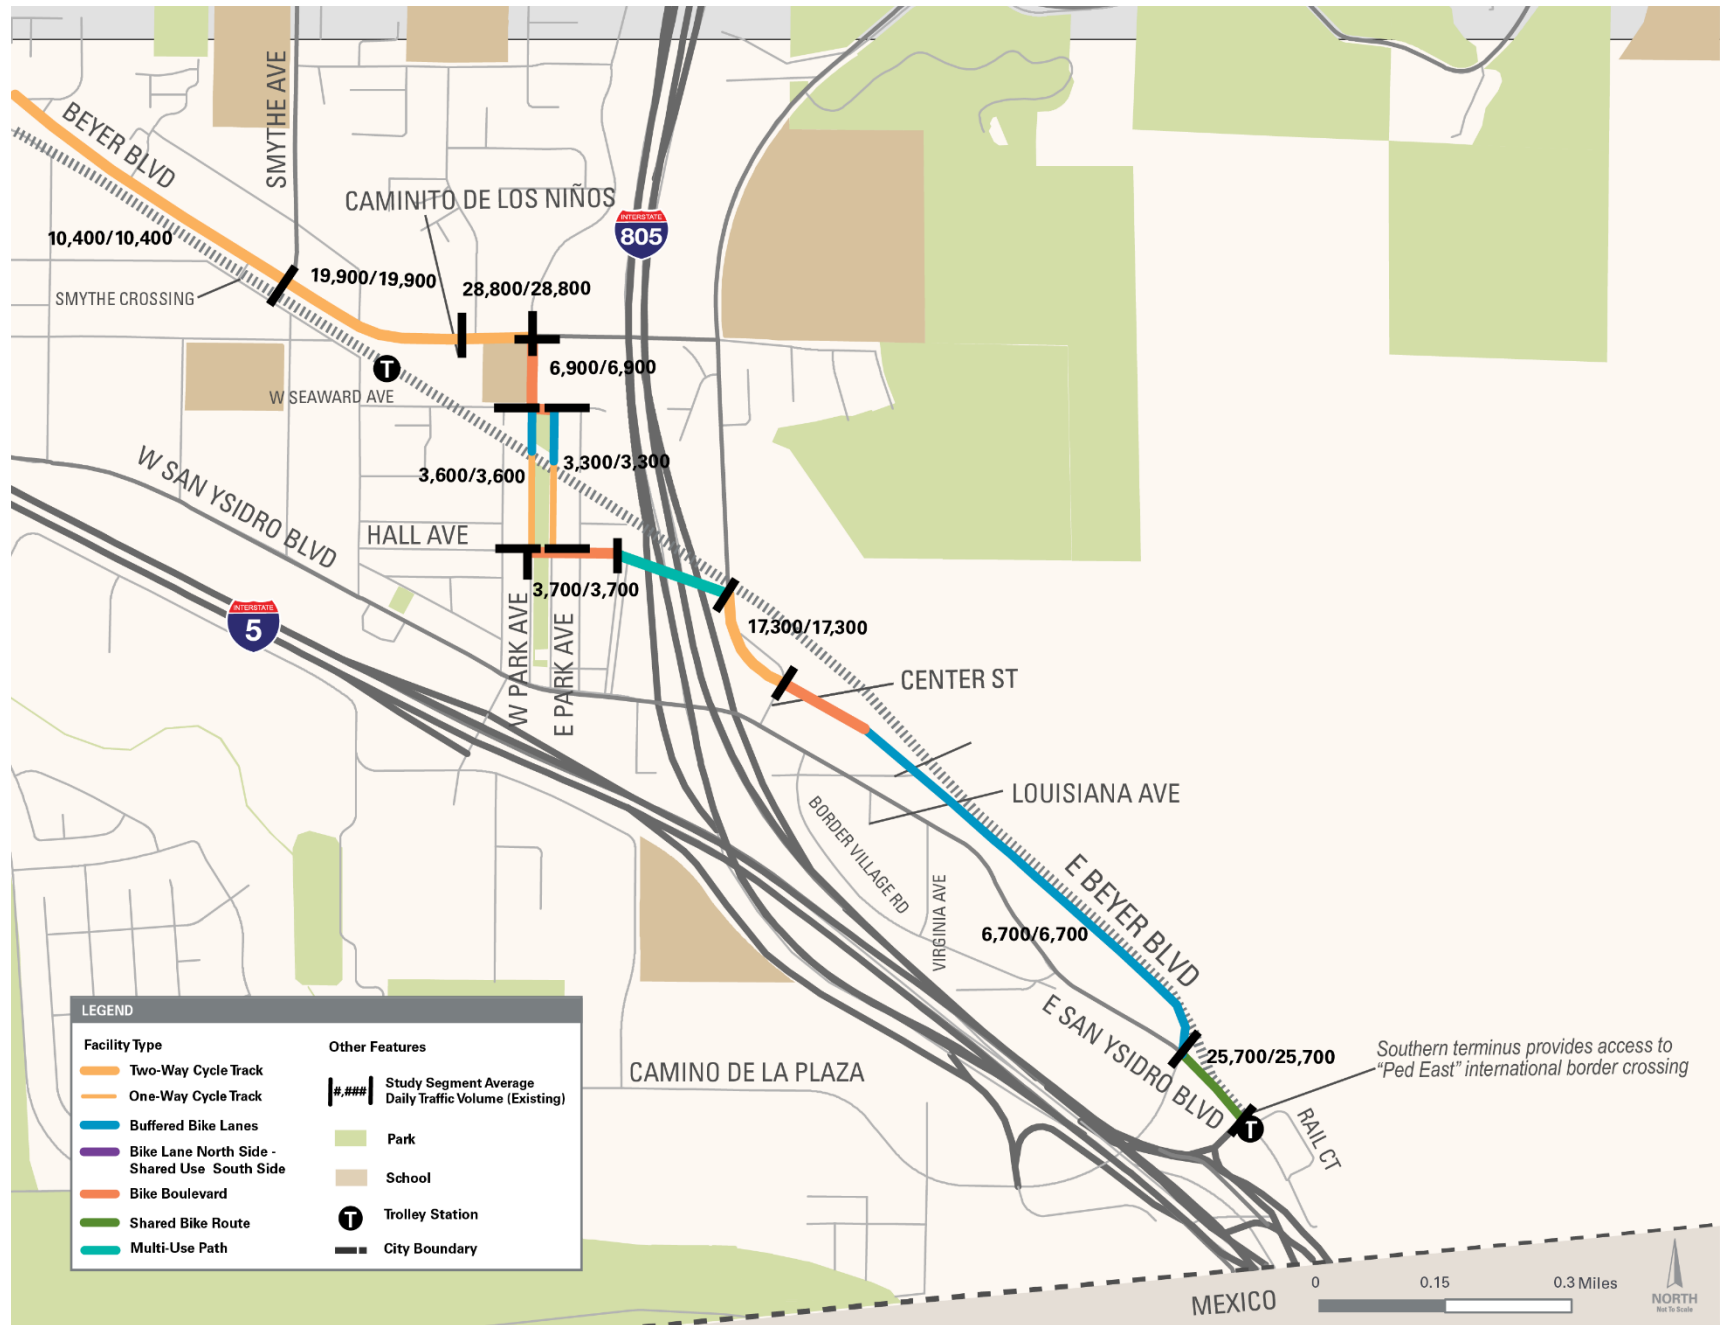 SMYTHE AVE
BEYER BLVD
CAMINITO DE LOS NIÑOS
INTERSTATE
805
10,400/10,400
19,900/19,900
28,800/28,800
SMYTHE CROSSING
T
W SEAWARD AVE
6,900/6,900
3,600/3,600
3,300/3,300
W SAN YSIDRO BLVD
HALL AVE
3,700/3,700
INTERSTATE
5
W PARK AVE
E PARK AVE
17,300/17,300
CENTER ST
LOUISIANA AVE
BORDER VILLAGE RD
VIRGINIA AVE
E BEYER BLVD
6,700/6,700
E SAN YSIDRO BLVD
25,700/25,700
Southern terminus provides access to
“Ped East” international border crossing
CAMINO DE LA PLAZA
T
RAIL CT
LEGEND
Facility Type
Two-Way Cycle Track
One-Way Cycle Track
Buffered Bike Lanes
Bike Lane North Side -
Shared Use South Side
Bike Boulevard
Shared Bike Route
Multi-Use Path
Other Features
#,###
Study Segment Average
Daily Traffic Volume (Existing)
Park
School
T
Trolley Station
City Boundary
MEXICO
0
0.15
0.3 Miles
NORTH
Not To Scale